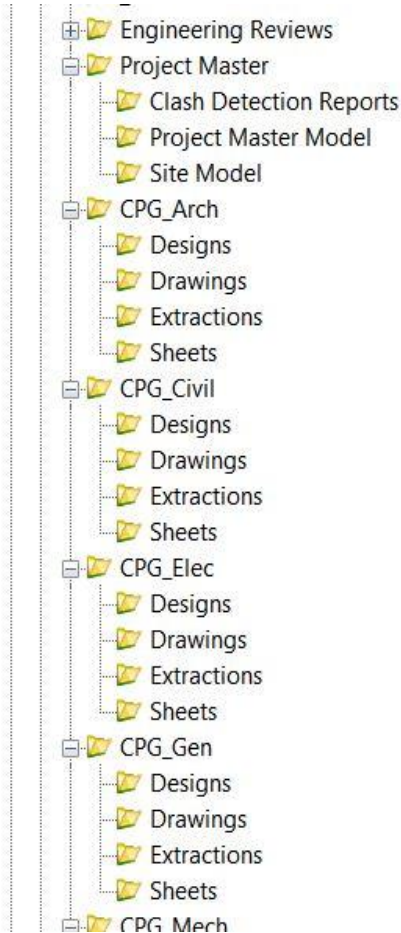 Engineering Reviews
Project Master
Clash Detection Reports
Project Master Model
Site Model
CPG_Arch
Designs
Drawings
Extractions
Sheets
CPG_Civil
Designs
Drawings
Extractions
Sheets
CPG_Elec
Designs
Drawings
Extractions
Sheets
CPG_Gen
Designs
Drawings
Extractions
Sheets
CPG_Mech